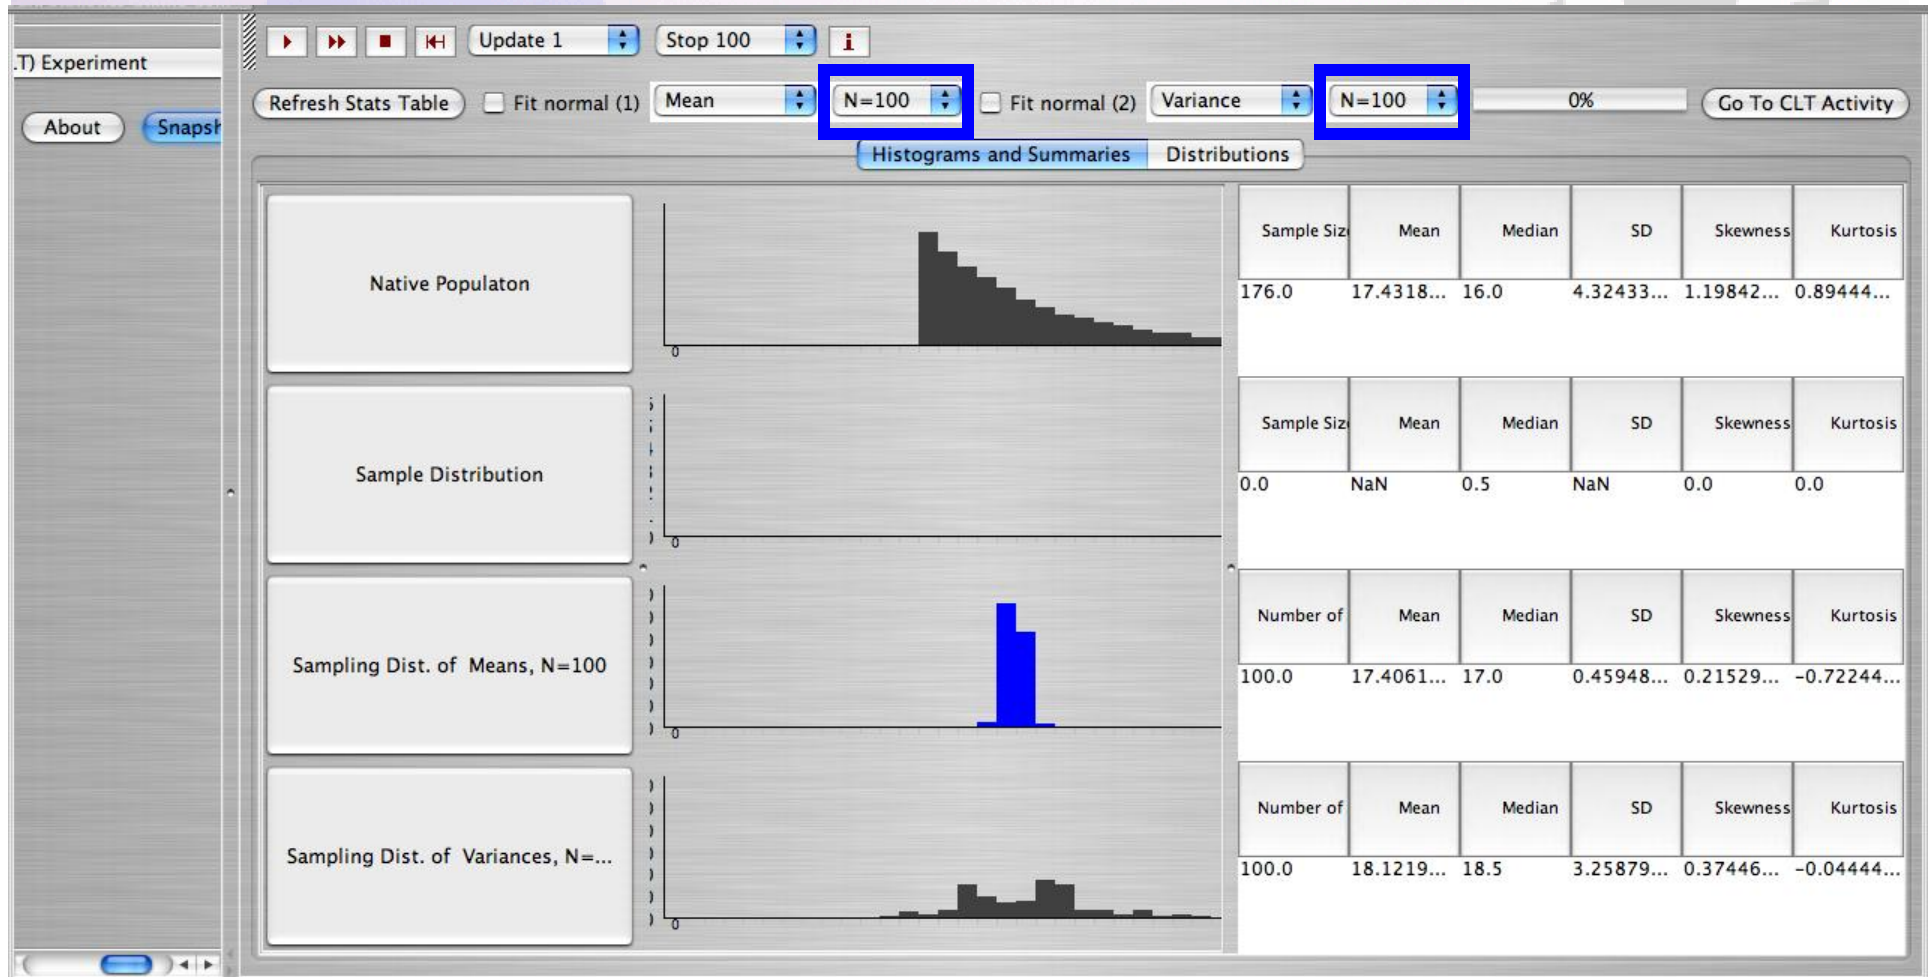 Update 1 Stop 100 i
.T) Experiment
Refresh Stats Table Fit normal (1) Mean N=100 Fit normal (2) Variance N=100 0% Go To CLT Activity
About Snapsh
Histograms and Summaries Distributions
Native Populaton
0
Sample Siz Mean Median SD Skewness Kurtosis
176.0 17.4318... 16.0 4.32433... 1.19842... 0.89444...
Sample Distribution
0
Sample Siz Mean Median SD Skewness Kurtosis
0.0 NaN 0.5 NaN 0.0 0.0
Sampling Dist. of Means, N=100
0
Number of Mean Median SD Skewness Kurtosis
100.0 17.4061... 17.0 0.45948... 0.21529... -0.72244...
Sampling Dist. of Variances, N=...
0
Number of Mean Median SD Skewness Kurtosis
100.0 18.1219... 18.5 3.25879... 0.37446... -0.04444...